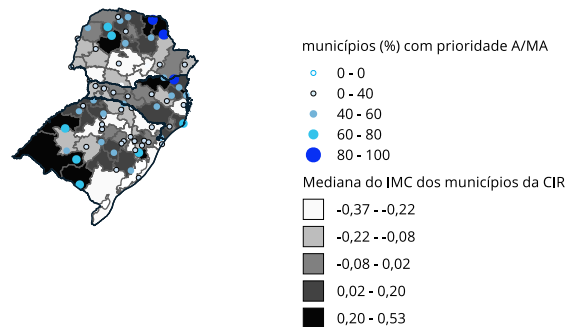 municípios (%) com prioridade A/MA
0 - 0
0 - 40
40 - 60
60 - 80
80 - 100
Mediana do IMC dos municípios da CIR
-0,37 - -0,22
-0,22 - -0,08
-0,08 - 0,02
0,02 - 0,20
0,20 - 0,53